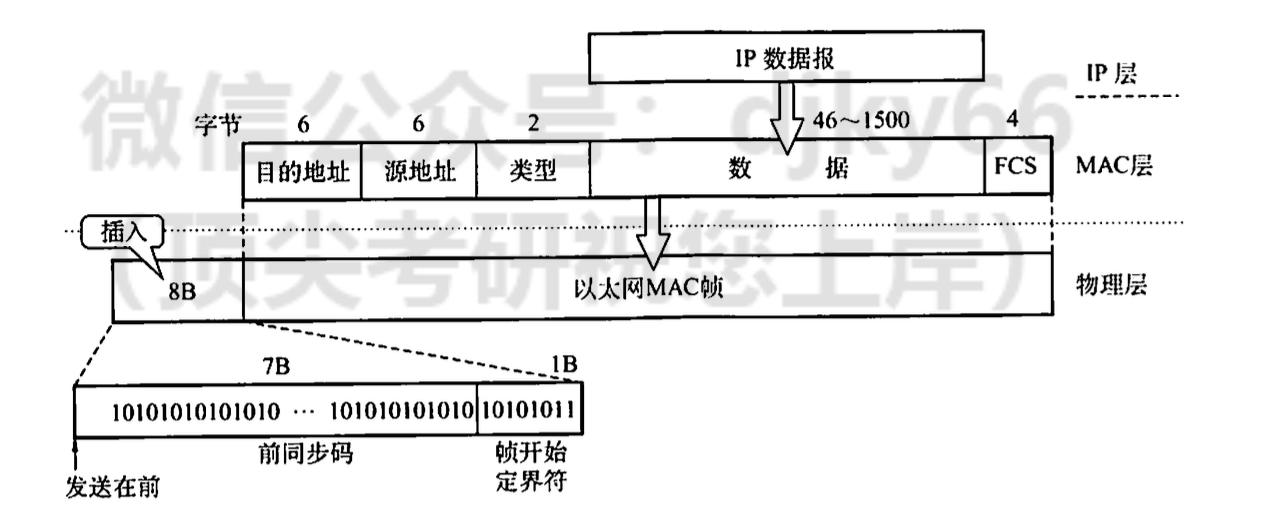 IP 数据报
IP 层
微信公众号：djky66
字节 6 6 2 46～1500 4
目的地址 源地址 类型 数 据 FCS MAC层
插入
（顶尖考研祝您上岸）
8B 以太网MAC帧 物理层
7B 1B
10101010101010 … 101010101010 10101011
前同步码 帧开始
定界符
发送在前